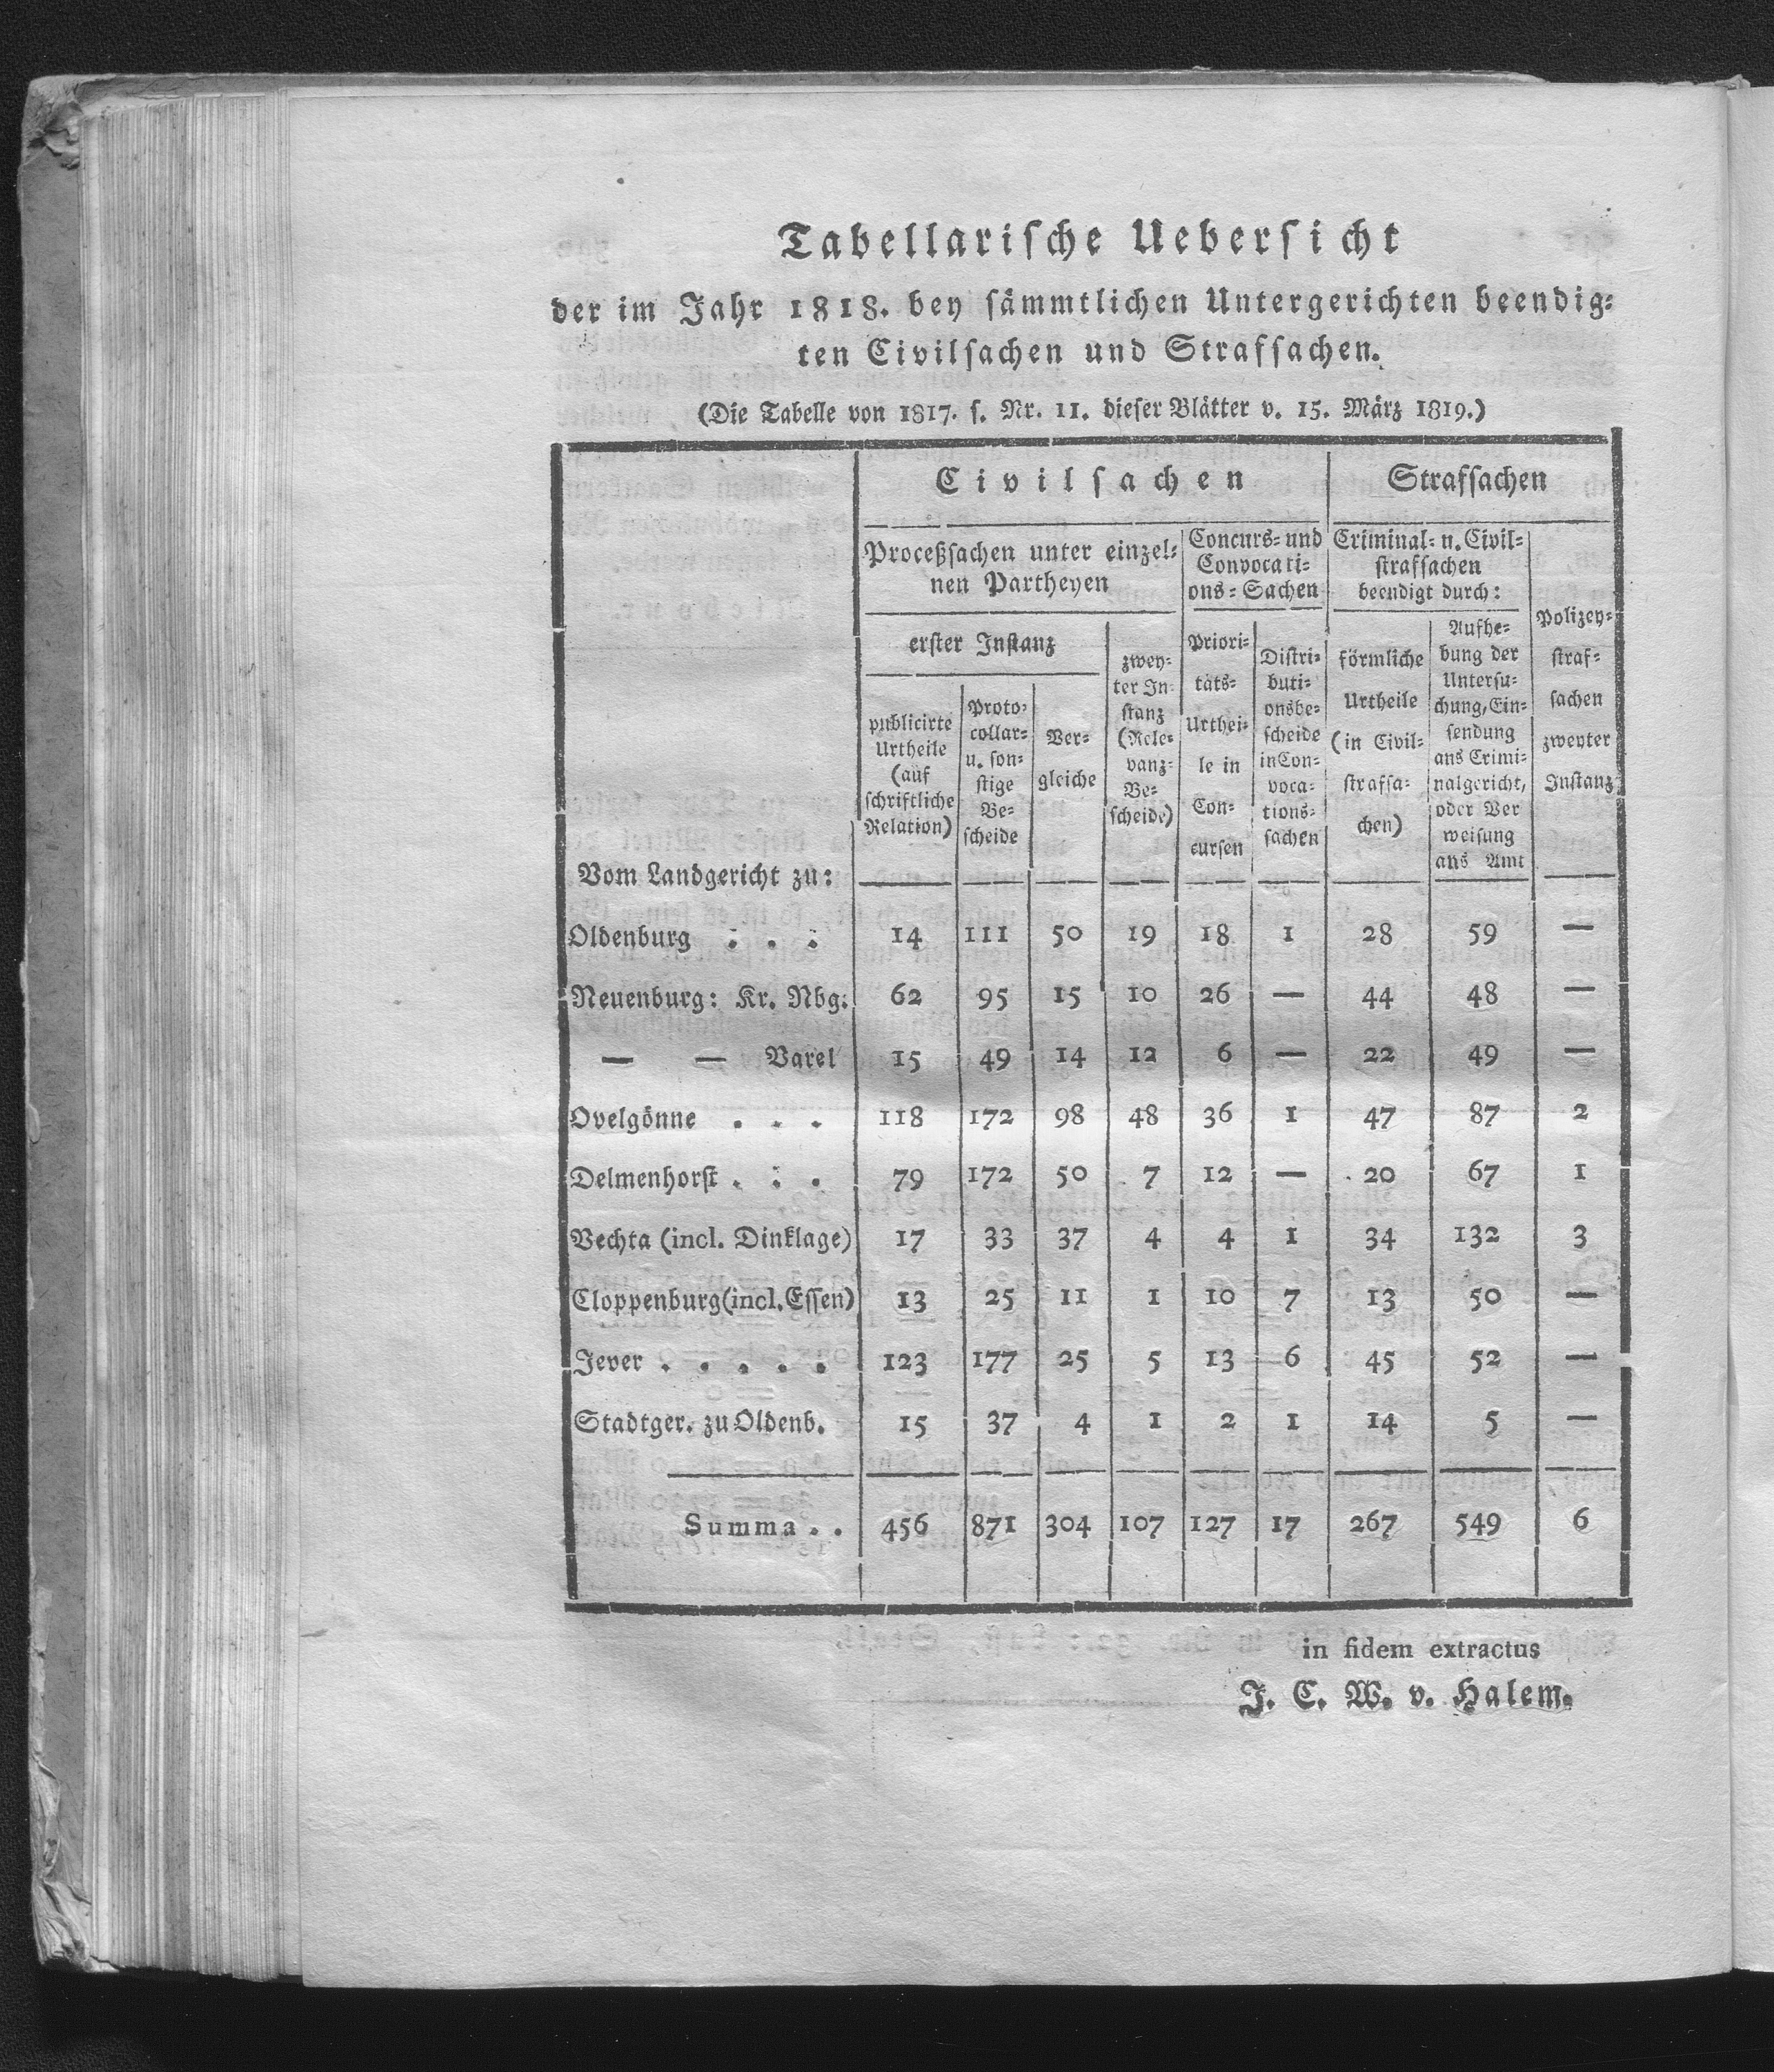 Tabellariſche Ueberſicht
der im Jahr 1818. bey ſämmtlichen Untergerichten beendig-
ten Civilſachen und Strafſachen.
(Die Tabelle von 1817. ſ. Nr. 11. dieſer Blätter v. 15. März 1819.)
Civilſachen Strafſachen
Proceßſachen unter einzel-
nen Partheyen
Concurs- und
Convocati-
ons-Sachen
Criminal- u. Civil-
ſtrafſachen
beendigt durch:
erſter Inſtanz
publicirte
Urtheile
(auf
ſchriftliche
Relation)
Proto-
collar-
u. ſon-
ſtige
Be-
ſcheide
Ver-
gleiche
zwey-
ter In-
ſtanz
(Rele-
vanz-
Be-
ſcheide)
Priori-
täts-
Urthei-
le in
Con-
curſen
Diſtri-
buti-
onsbe-
ſcheide
in Con-
voca-
tions-
ſachen
förmliche
Urtheile
(in Civil-
ſtrafſa-
chen)
Aufhe-
bung der
Unterſu-
chung, Ein-
ſendung
ans Crimi-
nalgericht,
oder Ver
weiſung
ans Amt
Polizey-
ſtraf-
ſachen
zweyter
Inſtanz
Vom Landgericht zu:
Oldenburg . . . 14 111 50 19 18 1 28 59 —
Neuenburg: Kr. Nbg. 62 95 15 10 26 — 44 48 —
— — Varel 15 49 14 12 6 — 22 49 —
Ovelgönne . . . 118 172 98 48 36 1 47 87 2
Delmenhorſt . . . 79 172 50 7 12 — 20 67 1
Vechta (incl. Dinklage) 17 33 37 4 4 1 34 132 3
Cloppenburg (incl. Eſſen) 13 25 11 1 10 7 13 50 —
Jever . . . . . 123 177 25 5 13 6 45 52 —
Stadtger. zu Oldenb. 15 37 4 1 2 1 14 5 —
Summa . . 456 871 304 107 127 17 267 549 6
in fidem extractus
J. C. W. v. Halem.